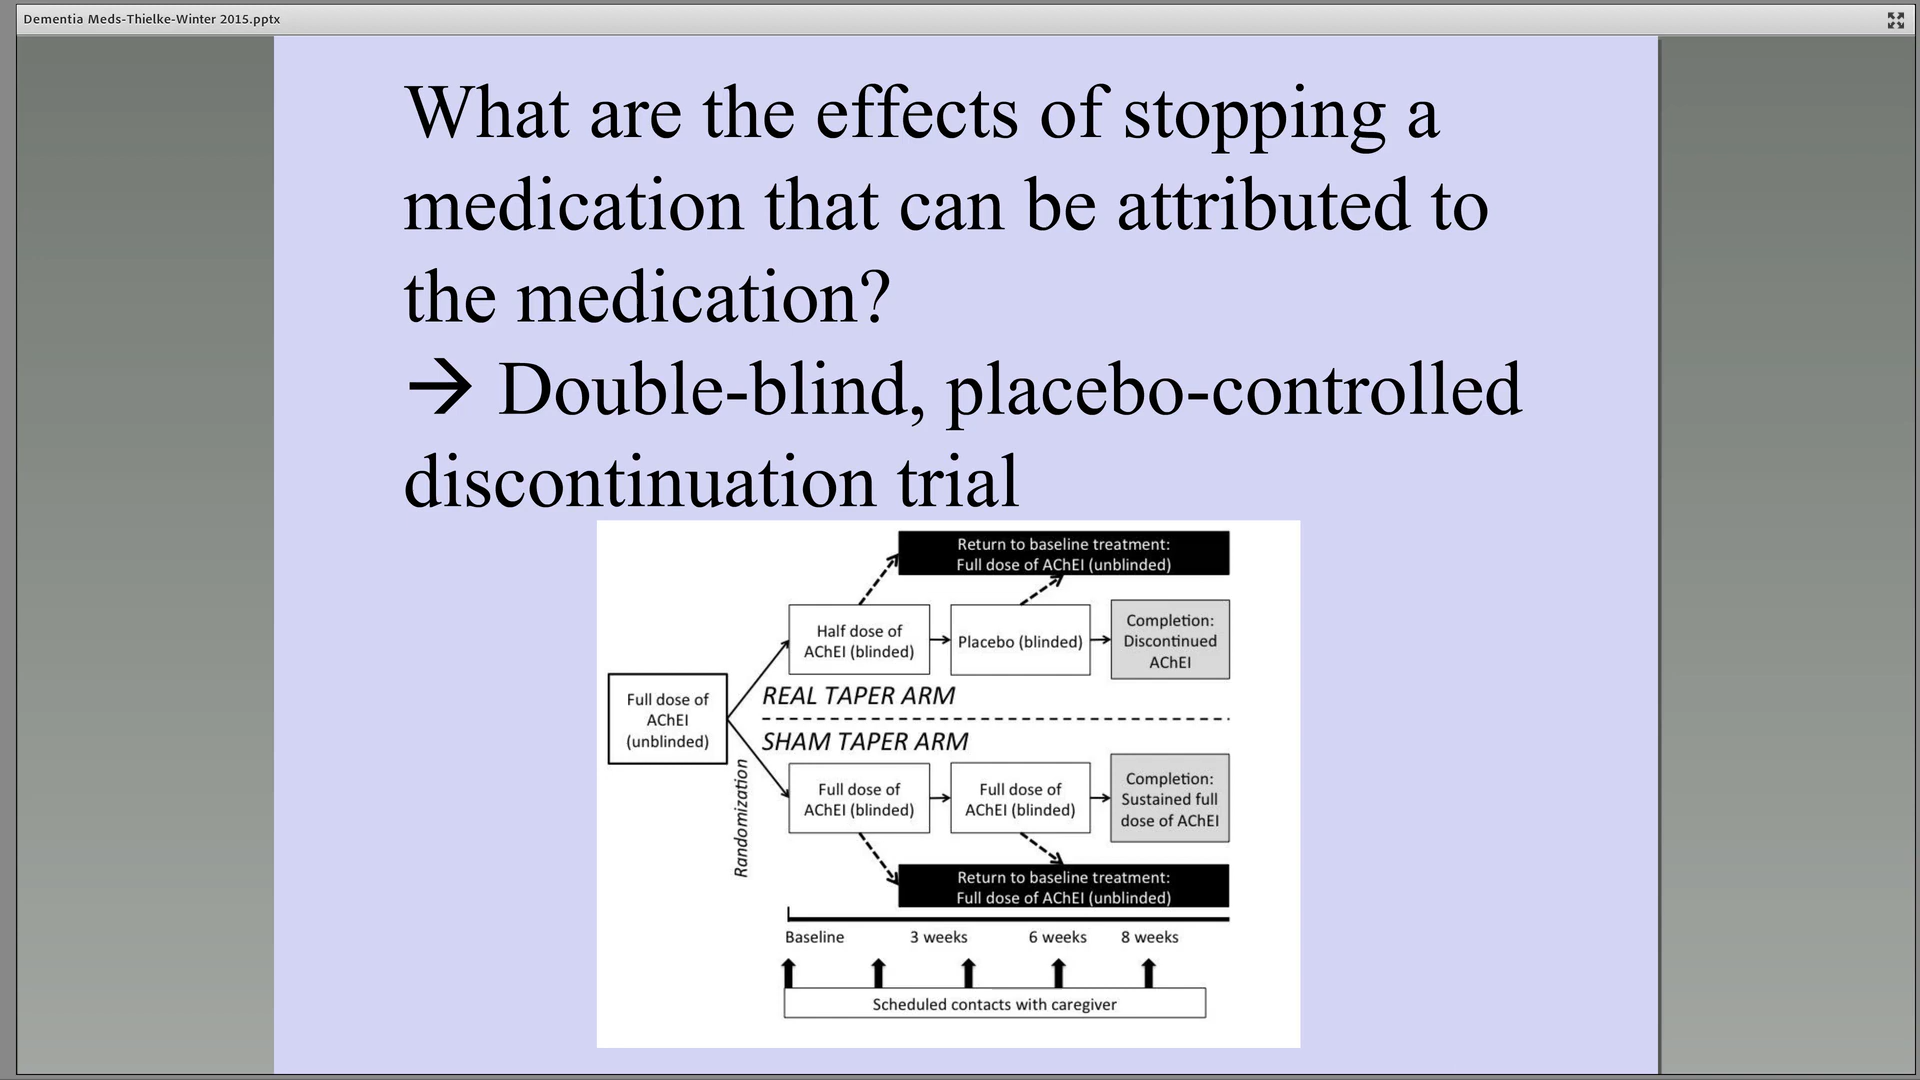 Dementia Meds-Thielke-Winter 2015.pptx
What are the effects of stopping a
medication that can be attributed to
the medication?
→ Double-blind, placebo-controlled
discontinuation trial
Return to baseline treatment:
Full dose of AChEI (unblinded)
Half dose of
AChEI (blinded)
Placebo (blinded)
Completion:
Discontinued
AChEI
Full dose of
AChEI
(unblinded)
REAL TAPER ARM
SHAM TAPER ARM
Randomization
Full dose of
AChEI (blinded)
Full dose of
AChEI (blinded)
Completion:
Sustained full
dose of AChEI
Return to baseline treatment:
Full dose of AChEI (unblinded)
Baseline 3 weeks 6 weeks 8 weeks
Scheduled contacts with caregiver